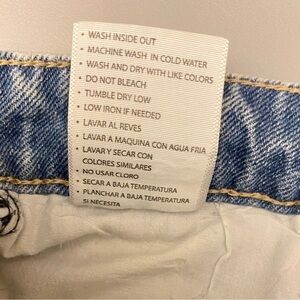 • WASH INSIDE OUT
• MACHINE WASH IN COLD WATER
• WASH AND DRY WITH LIKE COLORS
• DO NOT BLEACH
• TUMBLE DRY LOW
• LOW IRON IF NEEDED
• LAVAR AL REVES
• LAVAR A MAQUINA CON AGUA FRIA
• LAVAR Y SECAR CON
COLORES SIMILARES
• NO USAR CLORO
• SECAR A BAJA TEMPERATURA
• PLANCHAR A BAJA TEMPERATURA
SI NECESITA